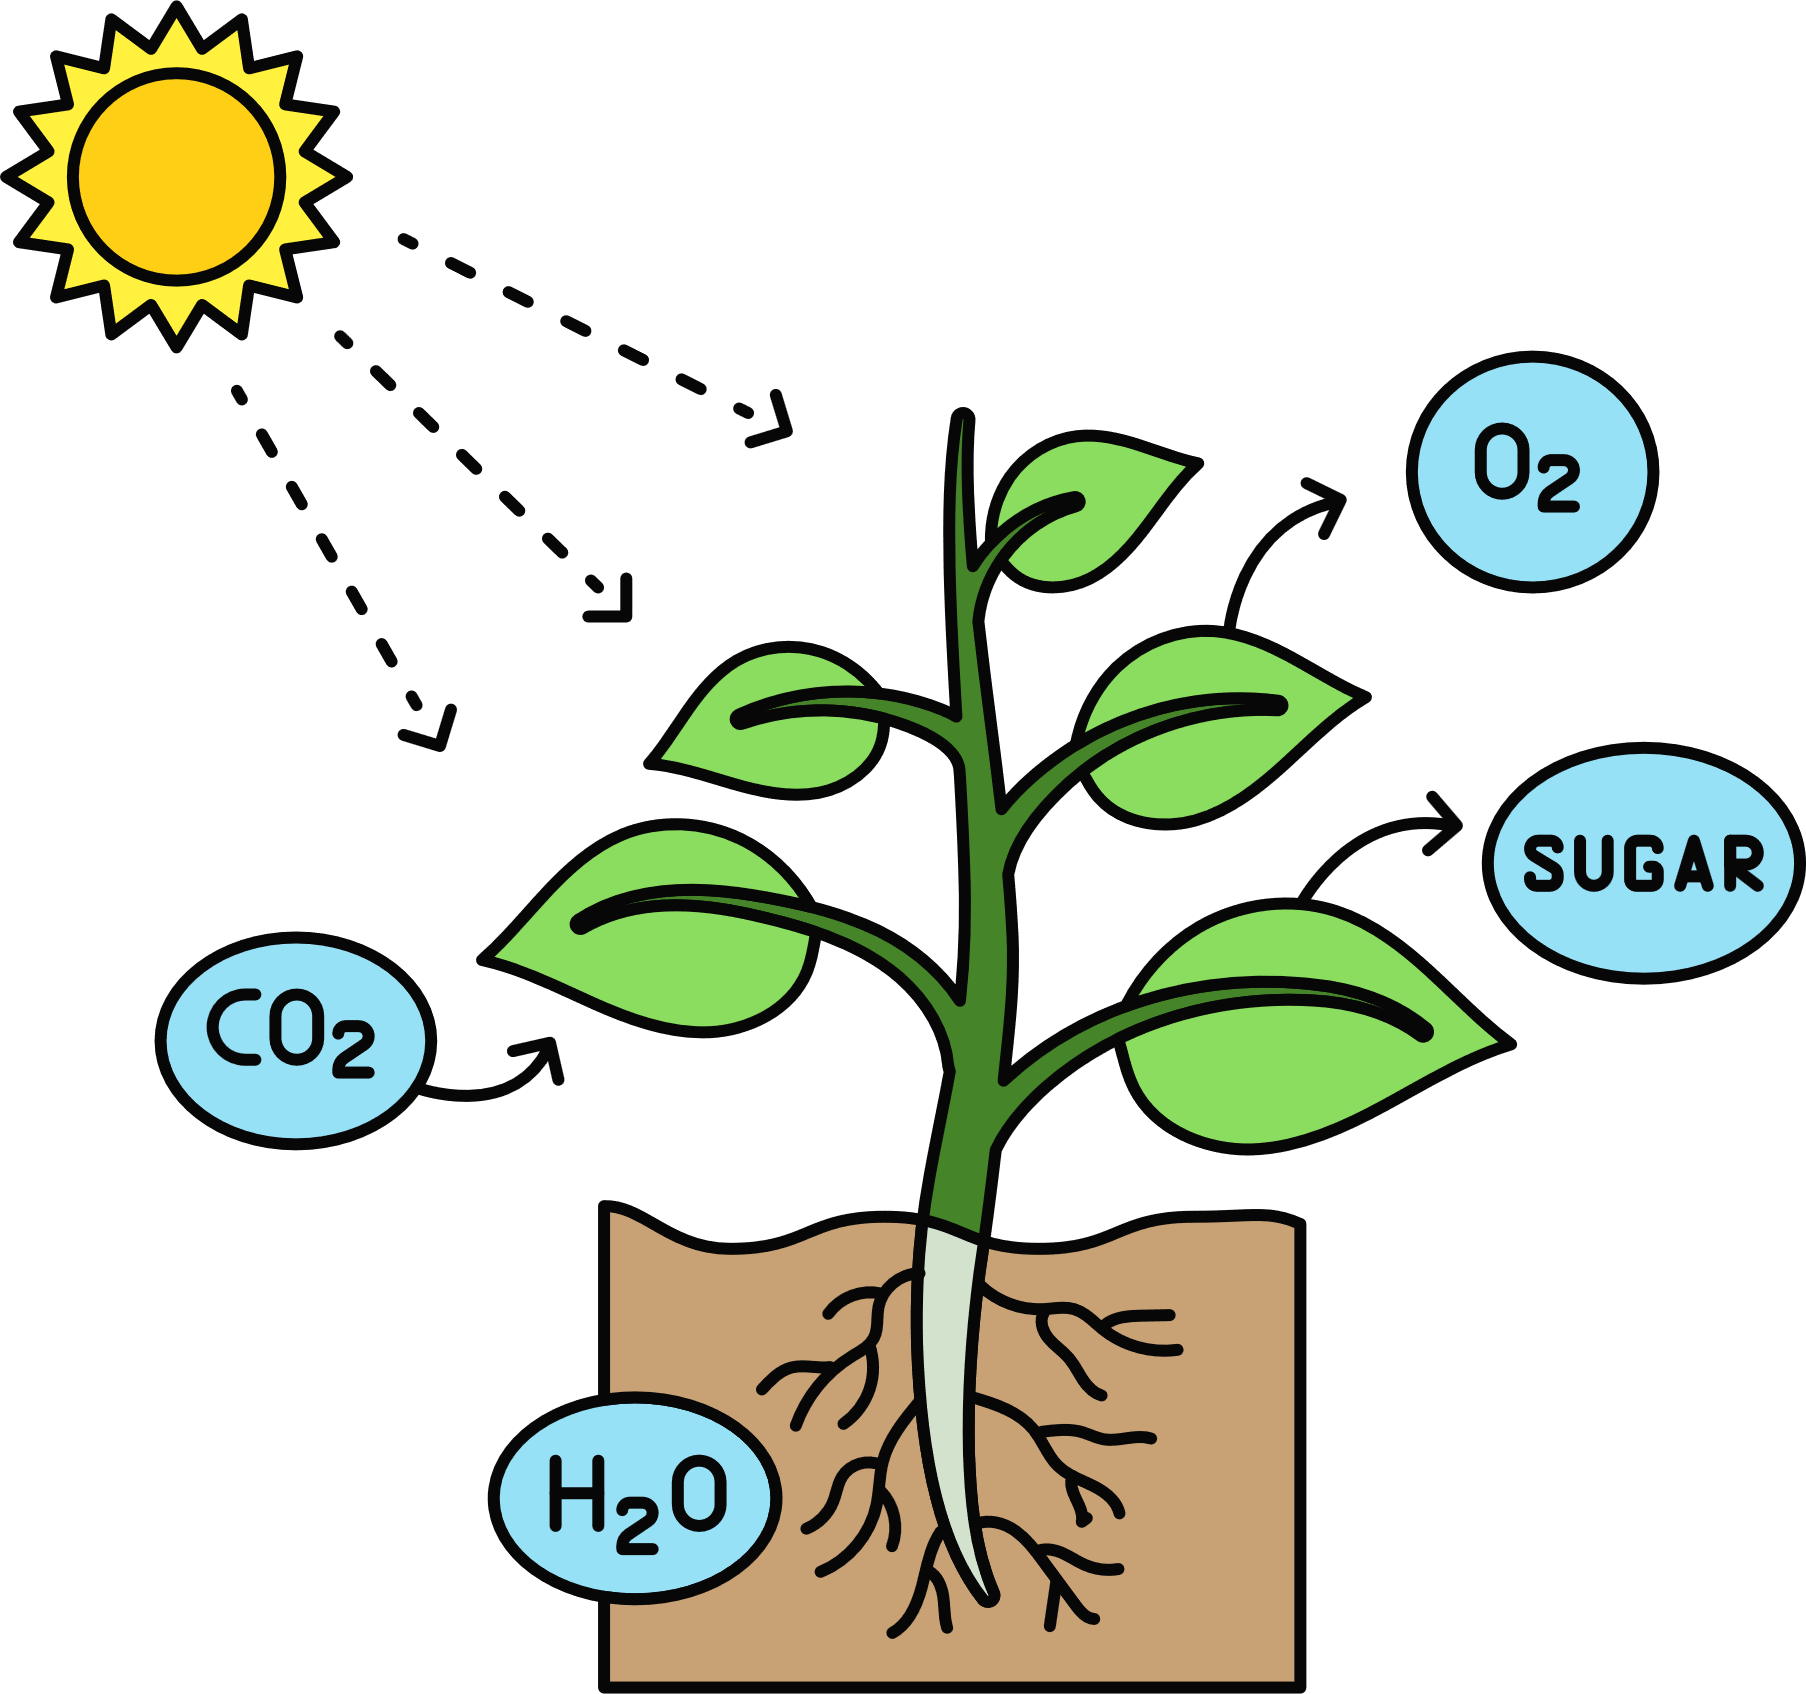 O₂
SUGAR
CO₂
H₂O